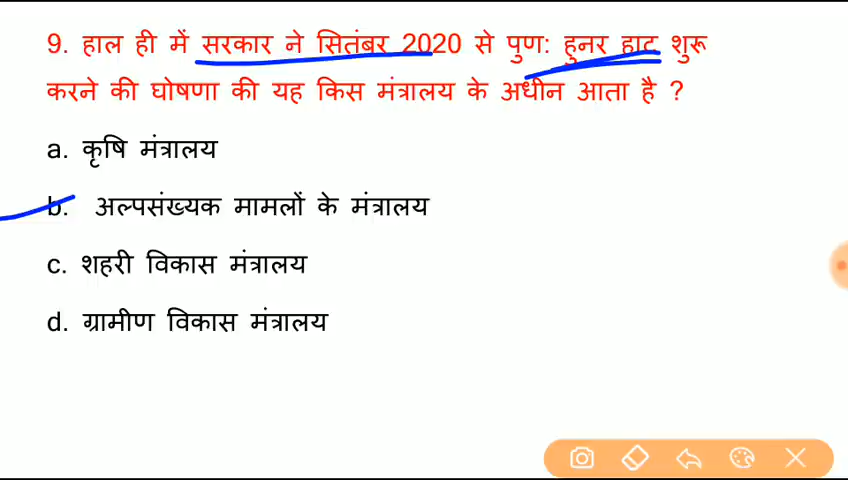 9. हाल ही में सरकार ने सितंबर 2020 से पुण: हुनर हाट शुरू
करने की घोषणा की यह किस मंत्रालय के अधीन आता है ?
a. कृषि मंत्रालय
b. अल्पसंख्यक मामलों के मंत्रालय
c. शहरी विकास मंत्रालय
d. ग्रामीण विकास मंत्रालय